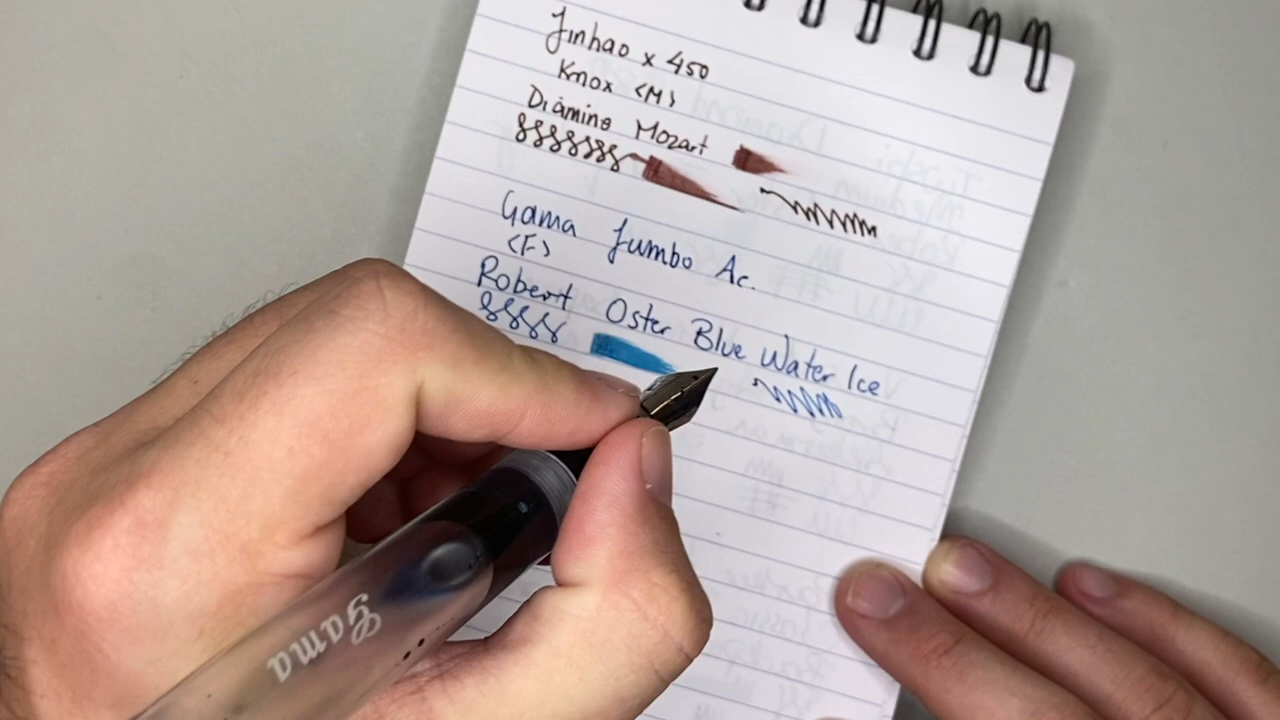 Jinhao x 450
Knox <M>
Diamine Mozart
Gama Jumbo Ac.
<F>
Robert Oster Blue Water Ice
Gama